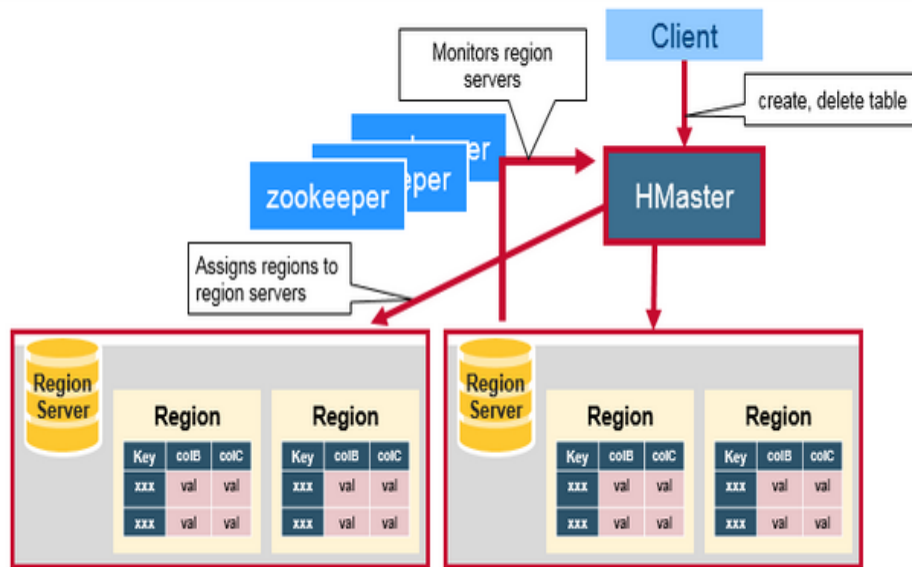 Client
Monitors region
servers
create, delete table
eper
zookeeper
HMaster
Assigns regions to
region servers
Region
Server
Region
Key colB colC
xxx val val
xxx val val
Region
Key colB colC
xxx val val
xxx val val
Region
Server
Region
Key colB colC
xxx val val
xxx val val
Region
Key colB colC
xxx val val
xxx val val